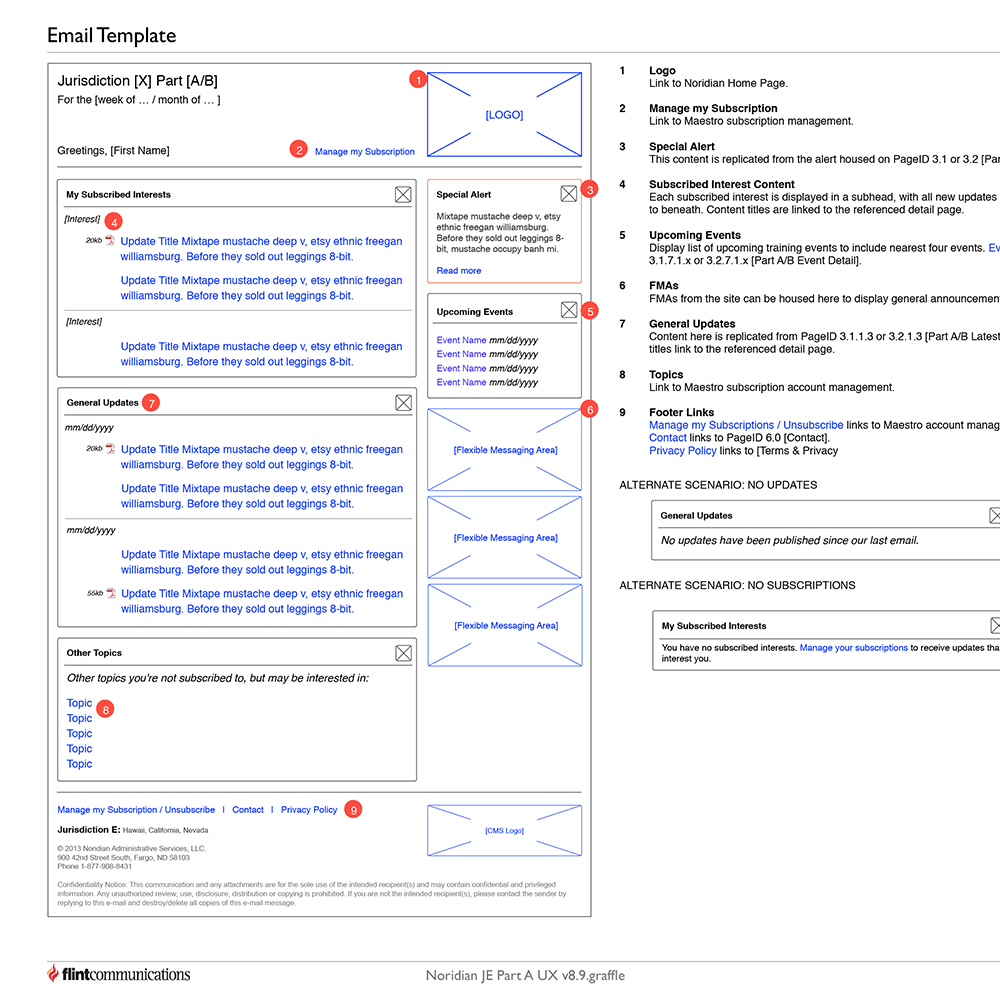 Email Template
Jurisdiction [X] Part [A/B]
For the [week of … / month of … ]
1
[LOGO]
Greetings, [First Name]
2
Manage my Subscription
My Subscribed Interests
[Interest]
4
20kb
Update Title Mixtape mustache deep v, etsy ethnic freegan
williamsburg. Before they sold out leggings 8-bit.
Update Title Mixtape mustache deep v, etsy ethnic freegan
williamsburg. Before they sold out leggings 8-bit.
[Interest]
Update Title Mixtape mustache deep v, etsy ethnic freegan
williamsburg. Before they sold out leggings 8-bit.
General Updates
7
mm/dd/yyyy
20kb
Update Title Mixtape mustache deep v, etsy ethnic freegan
williamsburg. Before they sold out leggings 8-bit.
Update Title Mixtape mustache deep v, etsy ethnic freegan
williamsburg. Before they sold out leggings 8-bit.
mm/dd/yyyy
Update Title Mixtape mustache deep v, etsy ethnic freegan
williamsburg. Before they sold out leggings 8-bit.
55kb
Update Title Mixtape mustache deep v, etsy ethnic freegan
williamsburg. Before they sold out leggings 8-bit.
Other Topics
Other topics you're not subscribed to, but may be interested in:
Topic
8
Topic
Topic
Topic
Topic
Special Alert
3
Mixtape mustache deep v, etsy
ethnic freegan williamsburg.
Before they sold out leggings 8-
bit, mustache occupy banh mi.
Read more
Upcoming Events
5
Event Name mm/dd/yyyy
Event Name mm/dd/yyyy
Event Name mm/dd/yyyy
Event Name mm/dd/yyyy
6
[Flexible Messaging Area]
[Flexible Messaging Area]
[Flexible Messaging Area]
Manage my Subscription / Unsubscribe | Contact | Privacy Policy
9
Jurisdiction E: Hawaii, California, Nevada
© 2013 Noridian Administrative Services, LLC.
900 42nd Street South, Fargo, ND 58103
Phone 1-877-908-8431
[CMS Logo]
Confidentiality Notice: This communication and any attachments are for the sole use of the intended recipient(s) and may contain confidential and privileged
information. Any unauthorized review, use, disclosure, distribution or copying is prohibited. If you are not the intended recipient(s), please contact the sender by
replying to this e-mail and destroy/delete all copies of this e-mail message.
1 Logo
Link to Noridian Home Page.
2 Manage my Subscription
Link to Maestro subscription management.
3 Special Alert
This content is replicated from the alert housed on PageID 3.1 or 3.2 [Par
4 Subscribed Interest Content
Each subscribed interest is displayed in a subhead, with all new updates
to beneath. Content titles are linked to the referenced detail page.
5 Upcoming Events
Display list of upcoming training events to include nearest four events. Ev
3.1.7.1.x or 3.2.7.1.x [Part A/B Event Detail].
6 FMAs
FMAs from the site can be housed here to display general announcemen
7 General Updates
Content here is replicated from PageID 3.1.1.3 or 3.2.1.3 [Part A/B Latest
titles link to the referenced detail page.
8 Topics
Link to Maestro subscription account management.
9 Footer Links
Manage my Subscriptions / Unsubscribe links to Maestro account manag
Contact links to PageID 6.0 [Contact].
Privacy Policy links to [Terms & Privacy
ALTERNATE SCENARIO: NO UPDATES
General Updates
No updates have been published since our last email.
ALTERNATE SCENARIO: NO SUBSCRIPTIONS
My Subscribed Interests
You have no subscribed interests. Manage your subscriptions to receive updates tha
interest you.
flintcommunications
Noridian JE Part A UX v8.9.graffle